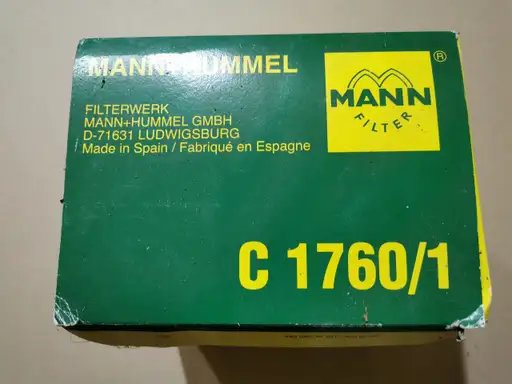 MANN+HUMMEL
FILTERWERK
MANN+HUMMEL GMBH
D-71631 LUDWIGSBURG
Made in Spain / Fabriqué en Espagne
MANN
FILTER
®
C 1760/1